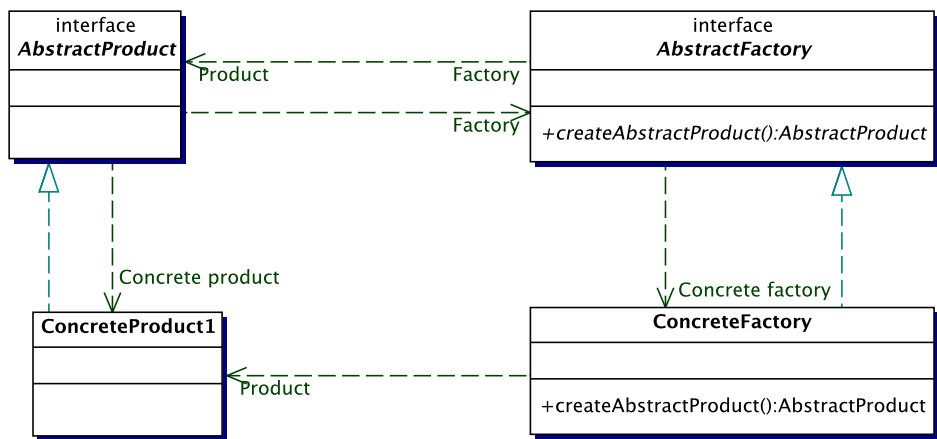 interface
AbstractProduct
interface
AbstractFactory
Product
Factory
Factory
+createAbstractProduct():AbstractProduct
Concrete product
Concrete factory
ConcreteProduct1
ConcreteFactory
Product
+createAbstractProduct():AbstractProduct